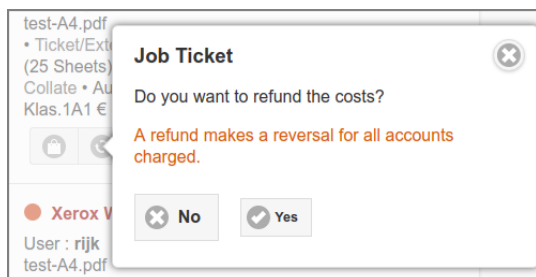 test-A4.pdf
• Ticket/Ext
(25 Sheets)
Collate • Au
Klas.1A1 €
Job Ticket
Do you want to refund the costs?
A refund makes a reversal for all accounts
charged.
No
Yes
Xerox
User : rijk
test-A4.pdf